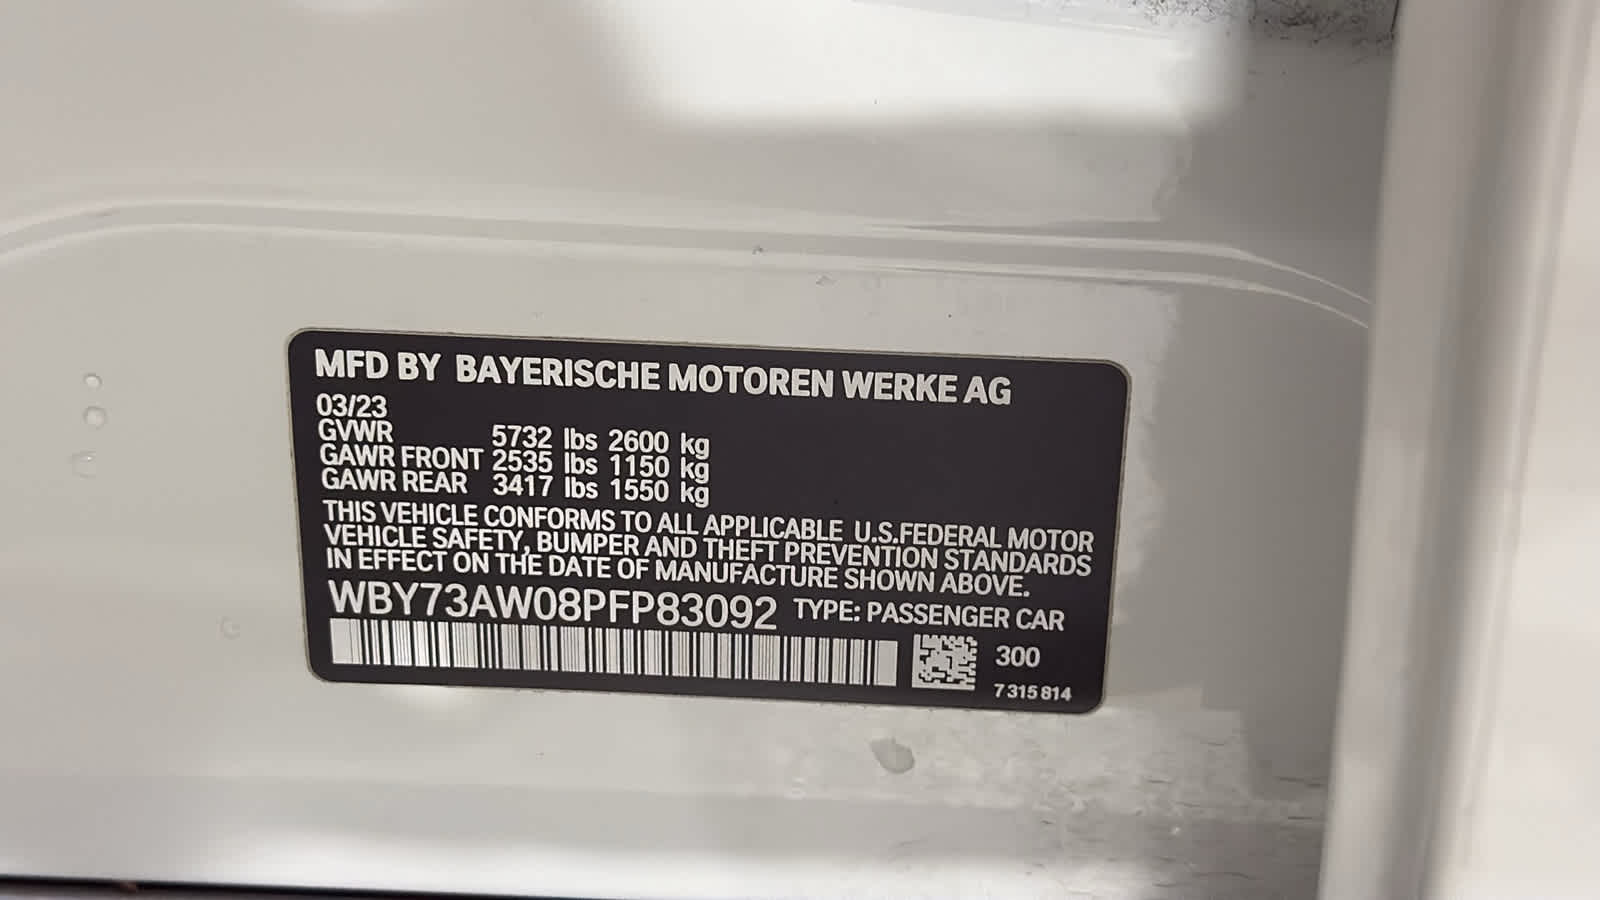 MFD BY BAYERISCHE MOTOREN WERKE AG
03/23
GVWR 5732 lbs 2600 kg
GAWR FRONT 2535 lbs 1150 kg
GAWR REAR 3417 lbs 1550 kg
THIS VEHICLE CONFORMS TO ALL APPLICABLE U.S.FEDERAL MOTOR
VEHICLE SAFETY, BUMPER AND THEFT PREVENTION STANDARDS
IN EFFECT ON THE DATE OF MANUFACTURE SHOWN ABOVE.
WBY73AW08PFP83092 TYPE: PASSENGER CAR
300
7 315 814